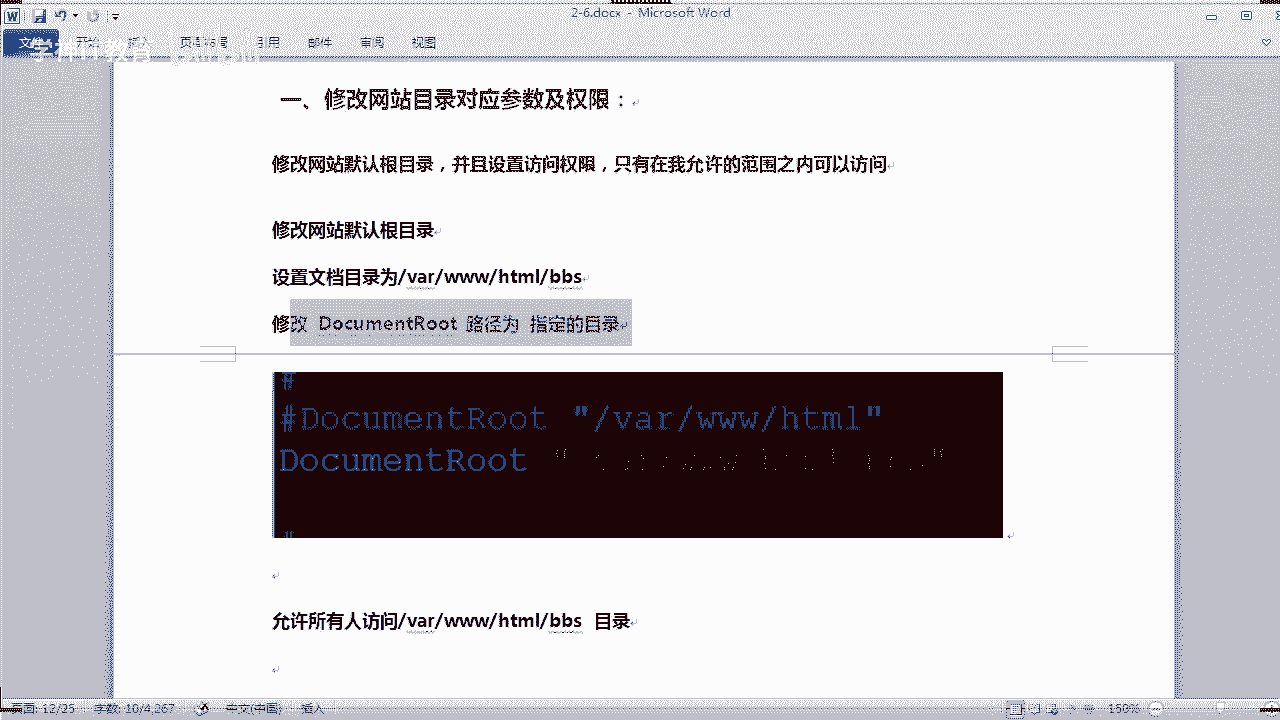 2-6.docx - Microsoft Word
文件 开始 页面布局 引用 邮件 审阅 视图
一、修改网站目录对应参数及权限：
修改网站默认根目录，并且设置访问权限，只有在我允许的范围之内可以访问
修改网站默认根目录
设置文档目录为/var/www/html/bbs
修改 DocumentRoot 路径为 指定的目录
#
#DocumentRoot "/var/www/html"
DocumentRoot
#
允许所有人访问/var/www/html/bbs 目录
页面: 12/25 字数: 10/4,267 中文(中国) 插入 150%